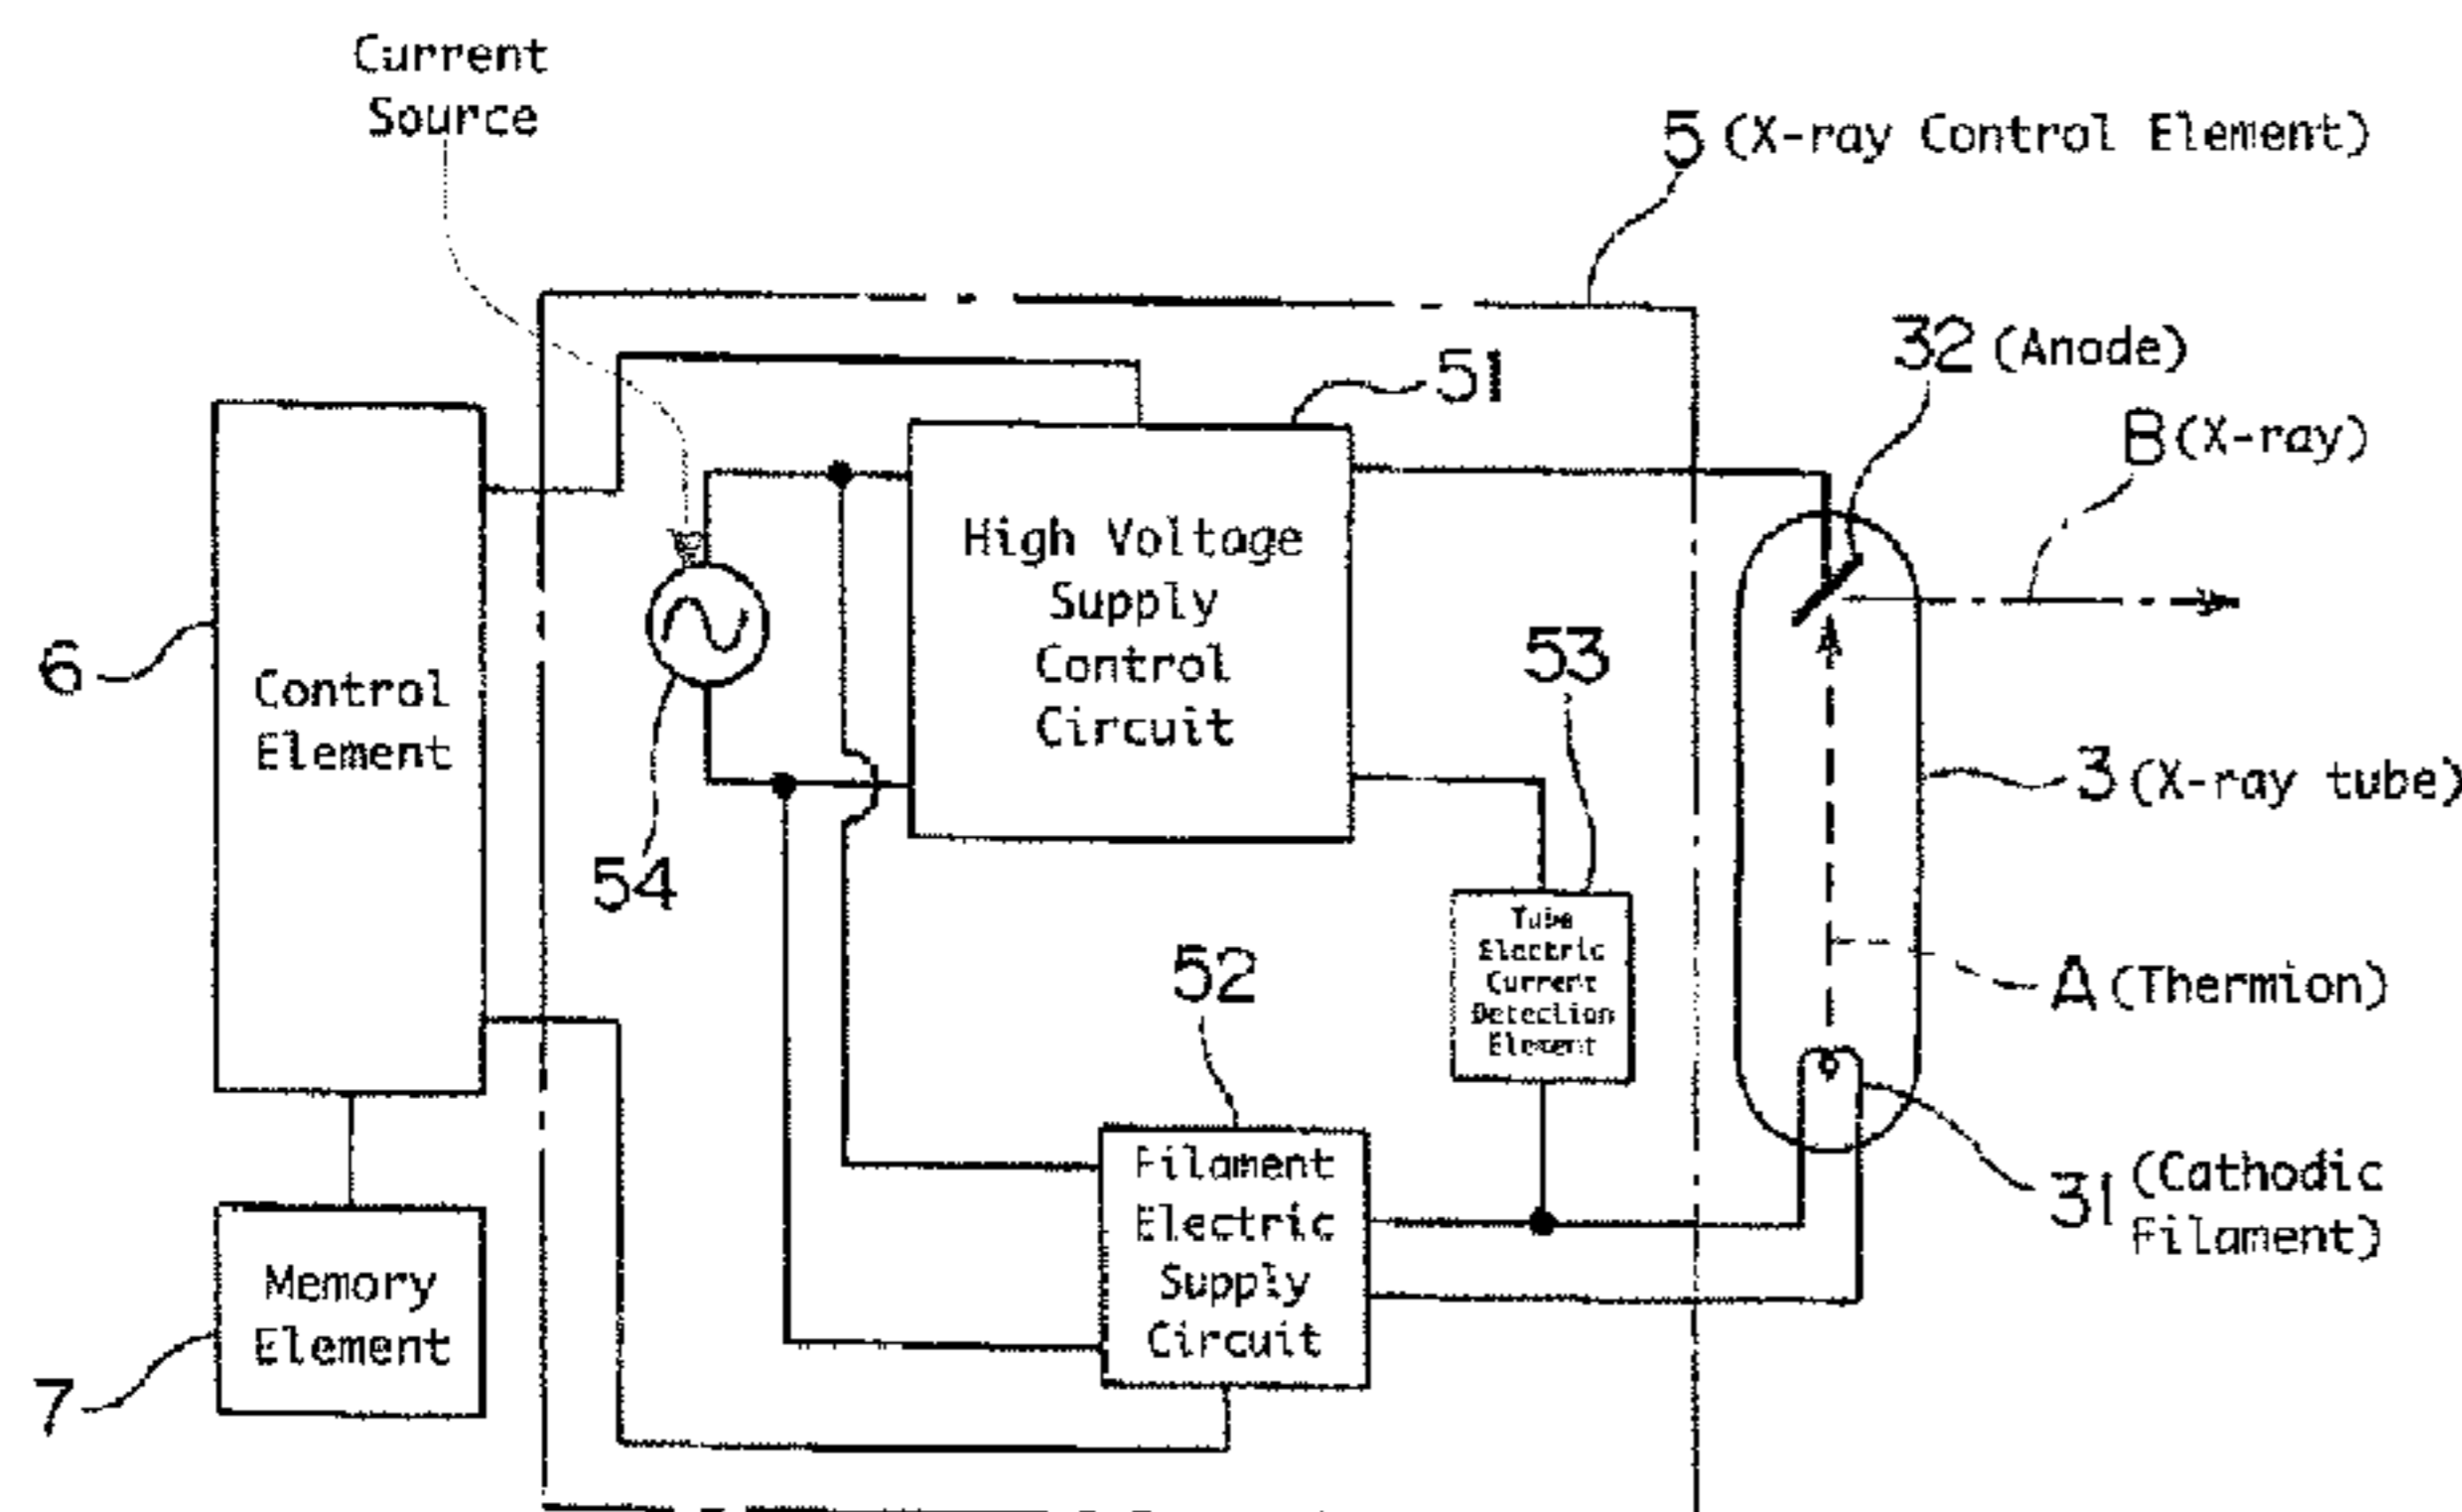 Current
Source
5 (X-ray Control Element)
32 (Anode)
51
B (X-ray)
High Voltage
Supply
Control
Circuit
6
Control
Element
53
3 (X-ray tube)
54
Tube
Electric
Current
Detection
Element
52
A (Thermion)
Filament
Electric
Supply
Circuit
31 (Cathodic
Filament)
Memory
Element
7